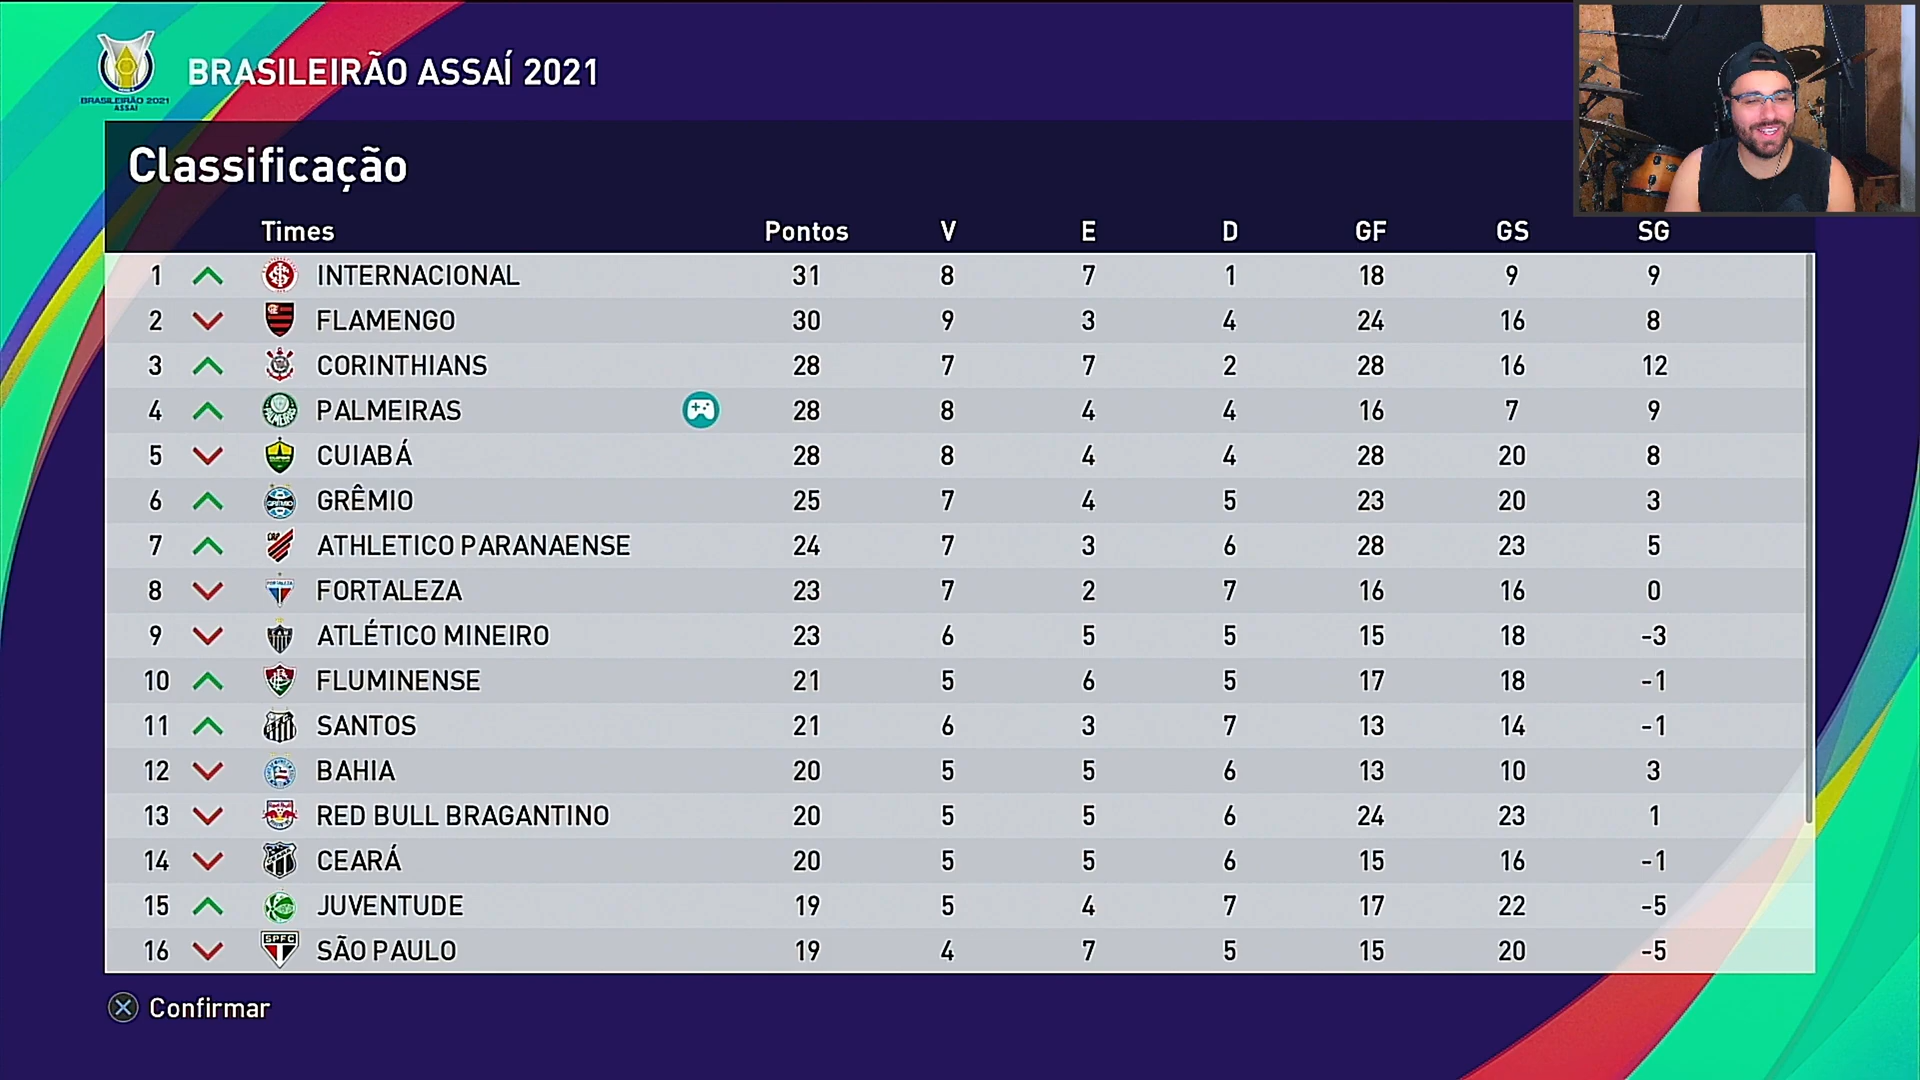 BRASILEIRÃO 2021
ASSAÍ
BRASILEIRÃO ASSAÍ 2021
Classificação
Times Pontos V E D GF GS SG
1 INTERNACIONAL 31 8 7 1 18 9 9
2 FLAMENGO 30 9 3 4 24 16 8
3 CORINTHIANS 28 7 7 2 28 16 12
4 PALMEIRAS 28 8 4 4 16 7 9
5 CUIABÁ 28 8 4 4 28 20 8
6 GRÊMIO 25 7 4 5 23 20 3
7 ATHLETICO PARANAENSE 24 7 3 6 28 23 5
8 FORTALEZA 23 7 2 7 16 16 0
9 ATLÉTICO MINEIRO 23 6 5 5 15 18 -3
10 FLUMINENSE 21 5 6 5 17 18 -1
11 SANTOS 21 6 3 7 13 14 -1
12 BAHIA 20 5 5 6 13 10 3
13 RED BULL BRAGANTINO 20 5 5 6 24 23 1
14 CEARÁ 20 5 5 6 15 16 -1
15 JUVENTUDE 19 5 4 7 17 22 -5
16 SPFC SÃO PAULO 19 4 7 5 15 20 -5
Confirmar